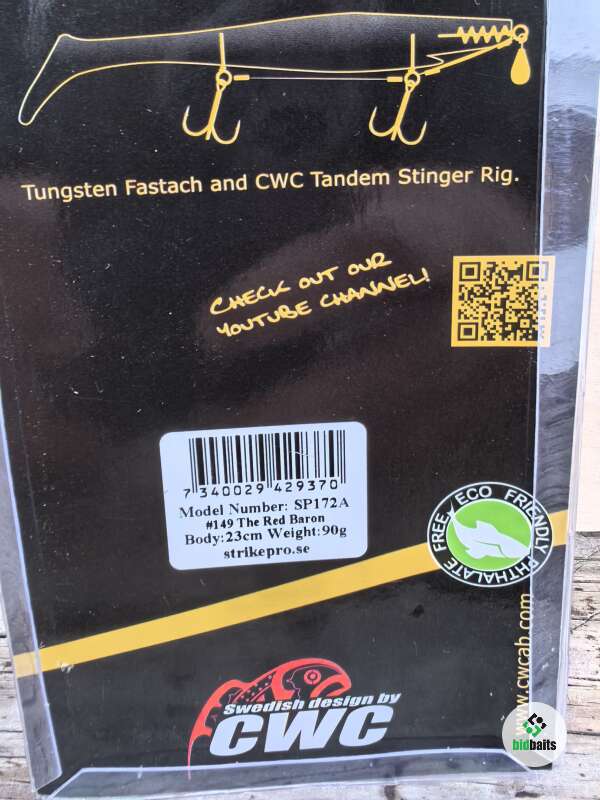 Tungsten Fastach and CWC Tandem Stinger Rig.
CHECK OUT OUR
YOUTUBE CHANNEL!
7 340029 429370
Model Number: SP172A
#149 The Red Baron
Body:23cm Weight:90g
strikepro.se
ECO FRIENDLY
PHTHALATE FREE
www.cwcab.com
Swedish design by
CWC
bidbaits